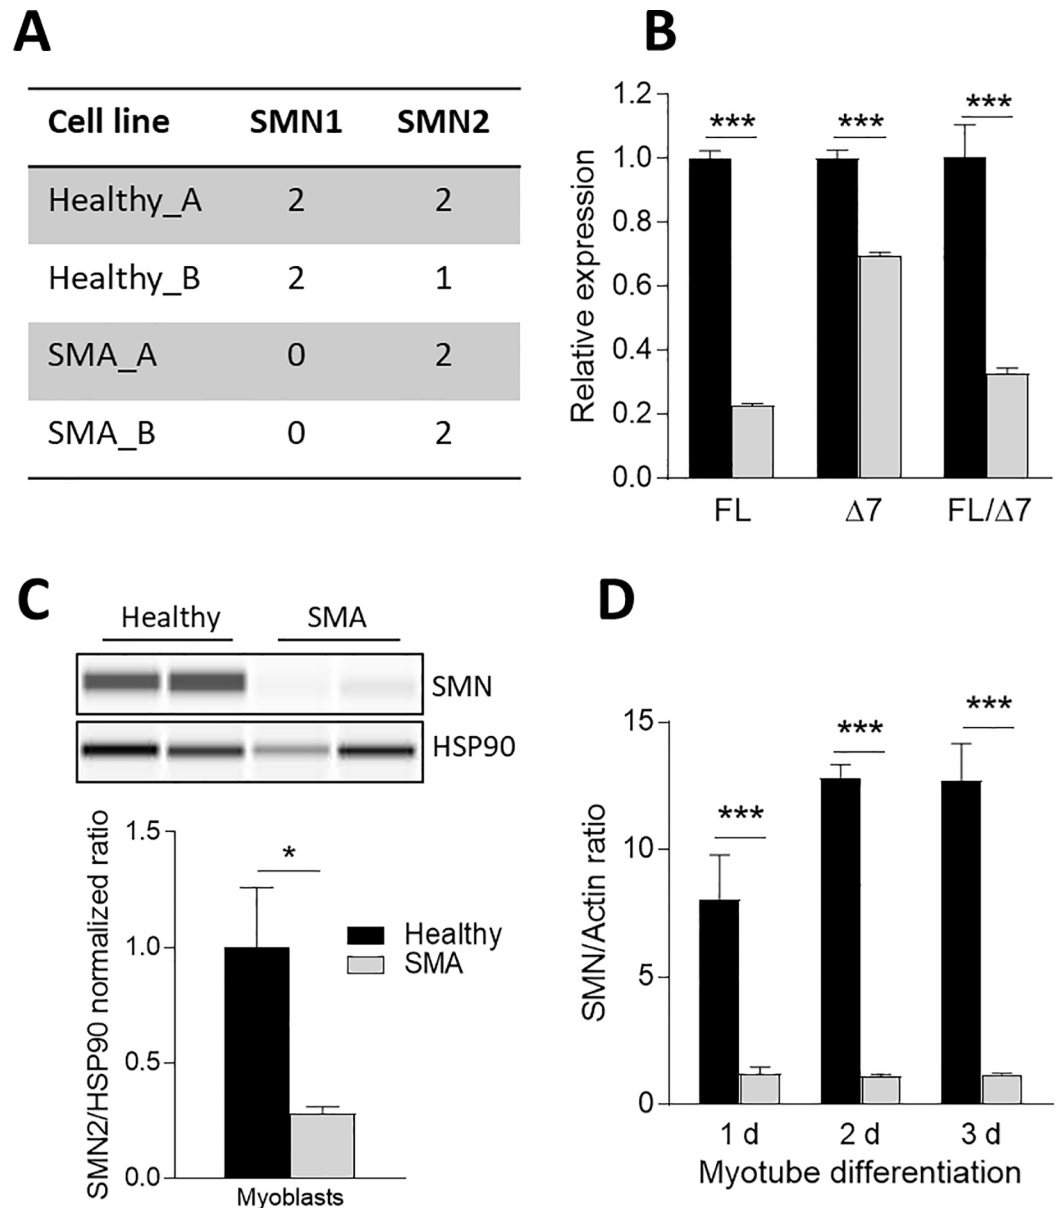 A
Cell line SMN1 SMN2
Healthy_A 2 2
Healthy_B 2 1
SMA_A 0 2
SMA_B 0 2
B
Relative expression
1.2
1.0
0.8
0.6
0.4
0.2
0.0
*** *** ***
FL Δ7 FL/Δ7
C
Healthy SMA
SMN
HSP90
SMN2/HSP90 normalized ratio
1.5
1.0
0.5
0.0
*
Healthy
SMA
Myoblasts
D
SMN/Actin ratio
15
10
5
0
*** *** ***
1 d 2 d 3 d
Myotube differentiation